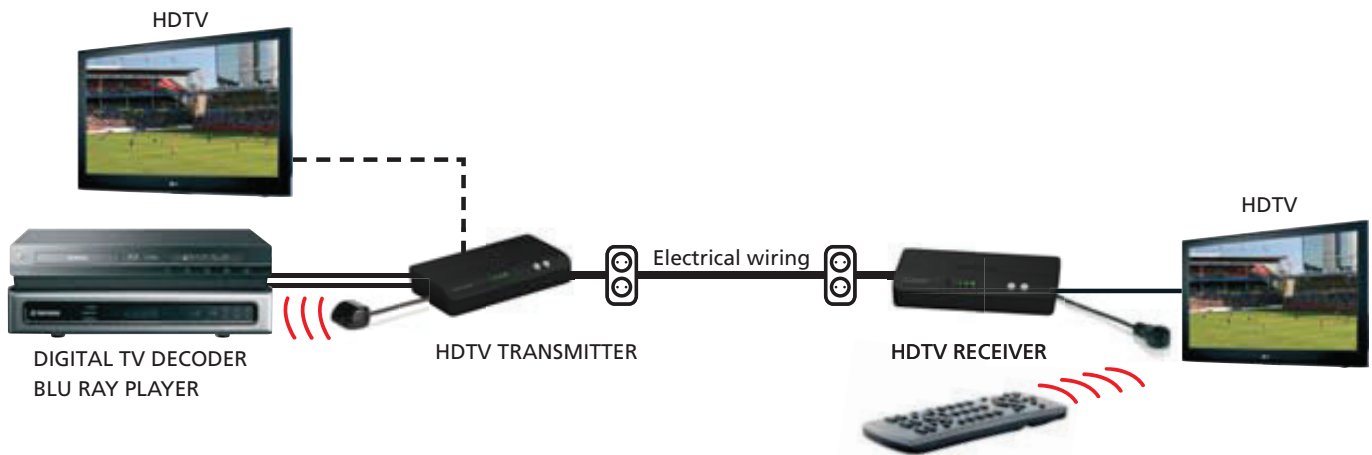 HDTV
HDTV
Electrical wiring
DIGITAL TV DECODER
BLU RAY PLAYER
HDTV TRANSMITTER
HDTV RECEIVER